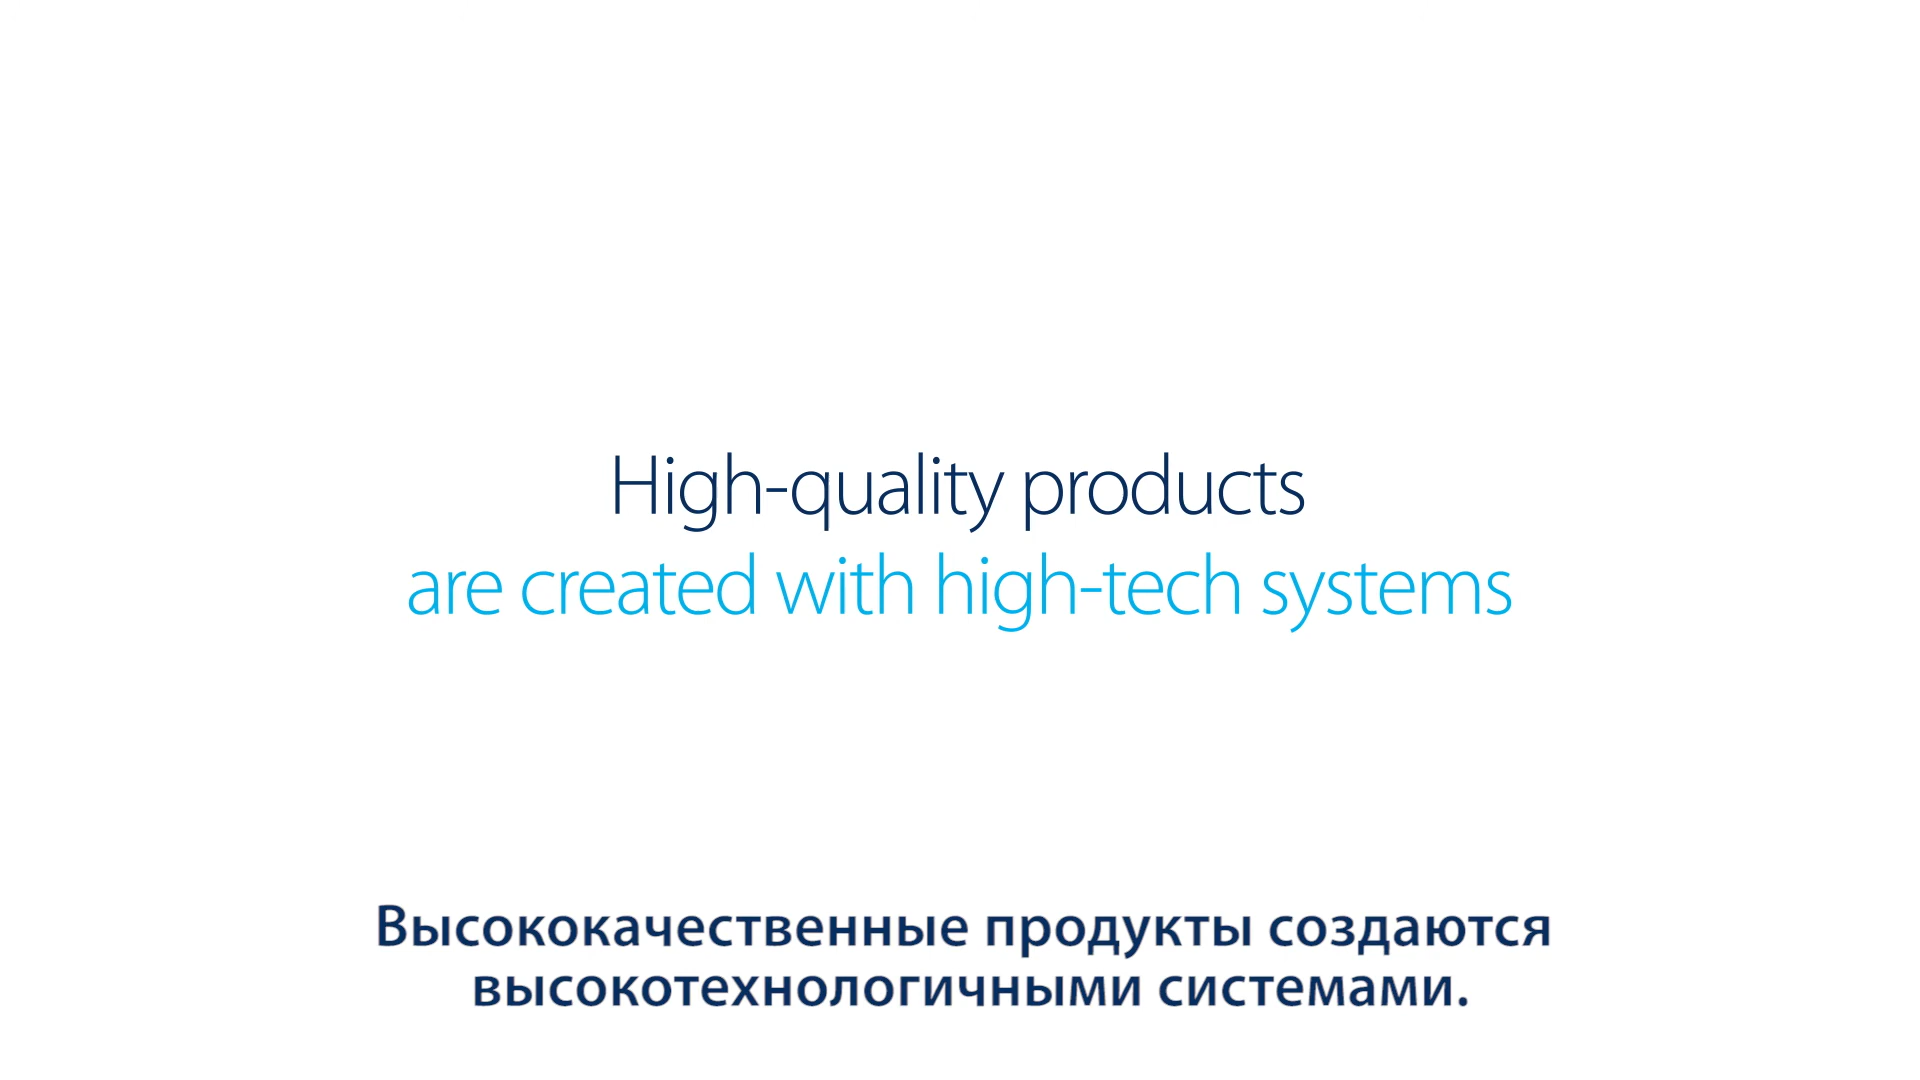 High-quality products
are created with high-tech systems
Высококачественные продукты создаются
высокотехнологичными системами.